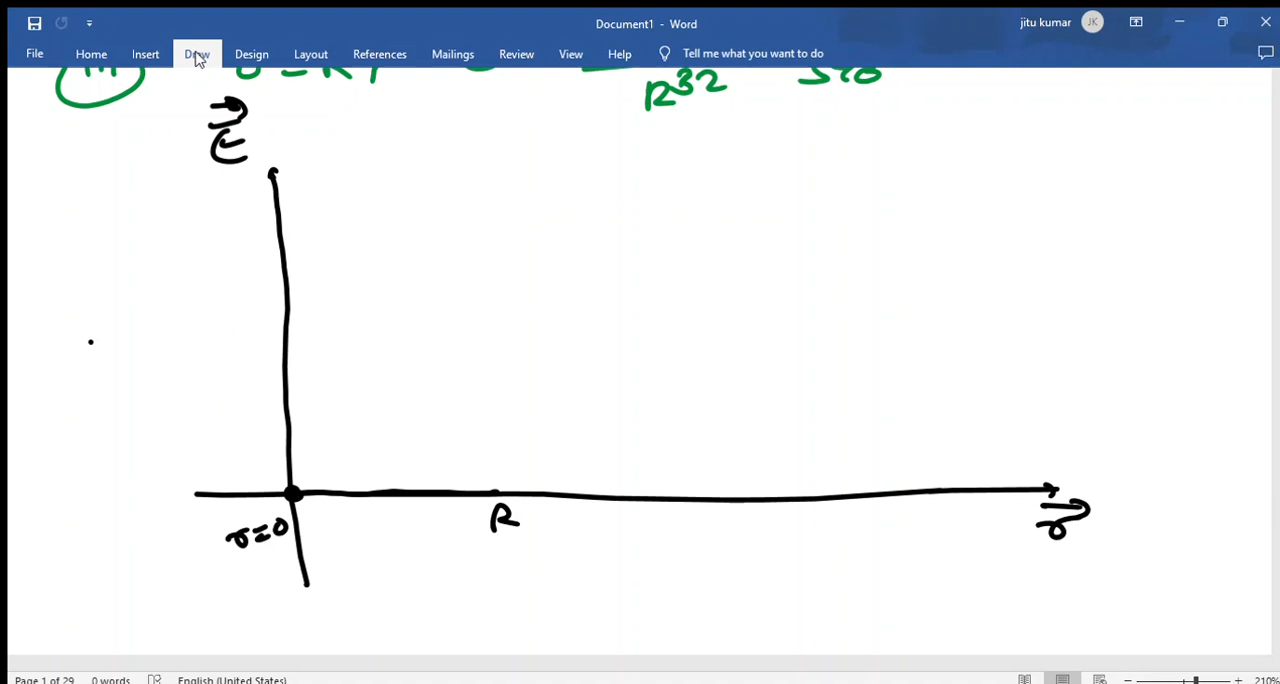 Document1 - Word
jitu kumar JK
File Home Insert Draw Design Layout References Mailings Review View Help Tell me what you want to do
R32
E
r=0 R r
Page 1 of 29 0 words English (United States) 210%